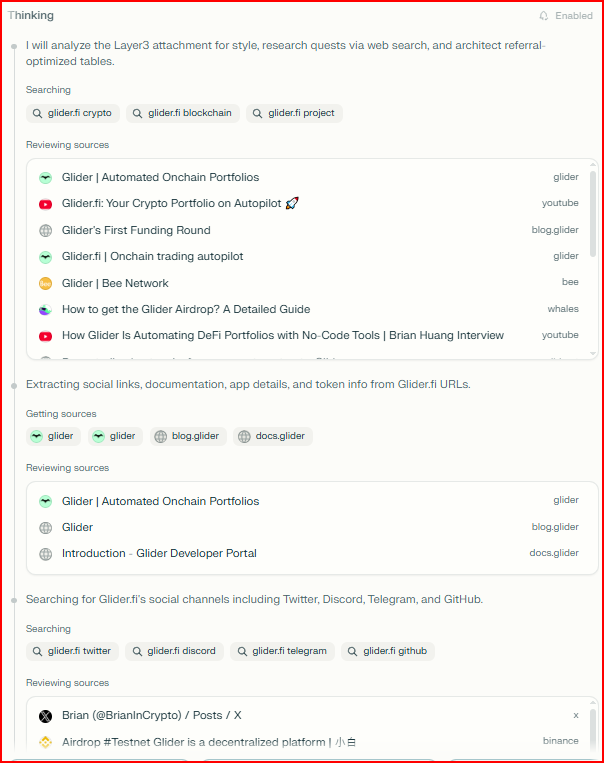 Thinking
Enabled
I will analyze the Layer3 attachment for style, research quests via web search, and architect referral-
optimized tables.
Searching
glider.fi crypto
glider.fi blockchain
glider.fi project
Reviewing sources
Glider | Automated Onchain Portfolios
glider
Glider.fi: Your Crypto Portfolio on Autopilot 🚀
youtube
Glider's First Funding Round
blog.glider
Glider.fi | Onchain trading autopilot
glider
Glider | Bee Network
bee
How to get the Glider Airdrop? A Detailed Guide
whales
How Glider Is Automating DeFi Portfolios with No-Code Tools | Brian Huang Interview
youtube
Extracting social links, documentation, app details, and token info from Glider.fi URLs.
Getting sources
glider
glider
blog.glider
docs.glider
Reviewing sources
Glider | Automated Onchain Portfolios
glider
Glider
blog.glider
Introduction - Glider Developer Portal
docs.glider
Searching for Glider.fi's social channels including Twitter, Discord, Telegram, and GitHub.
Searching
glider.fi twitter
glider.fi discord
glider.fi telegram
glider.fi github
Reviewing sources
Brian (@BrianInCrypto) / Posts / X
x
Airdrop #Testnet Glider is a decentralized platform | 小白
binance